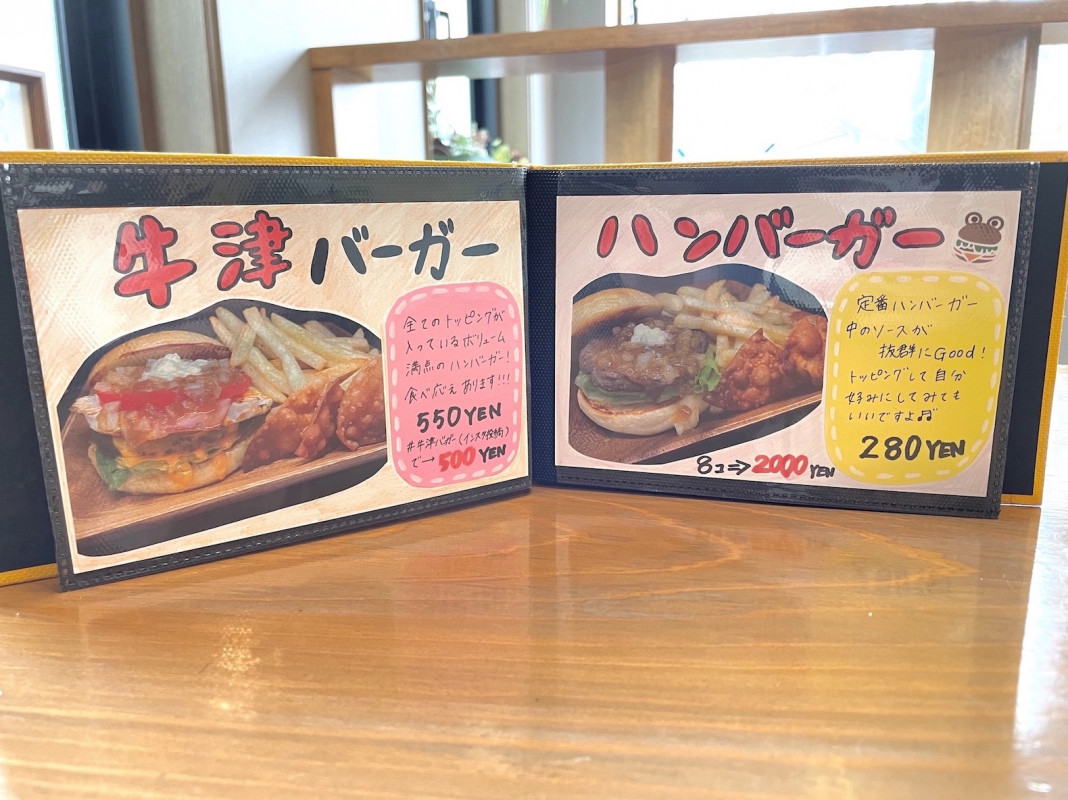 牛津バーガー
全てのトッピングが
入っているボリューム
満点のハンバーガー!
食べ応えあります!!!
550YEN
#牛津バガー(インスタ投稿)
で→500YEN
ハンバーガー
定番ハンバーガー
中のソースが
抜群にGood!
トッピングして自分
好みにしてみても
いいですよ♬
280YEN
8コ⇒2000YEN